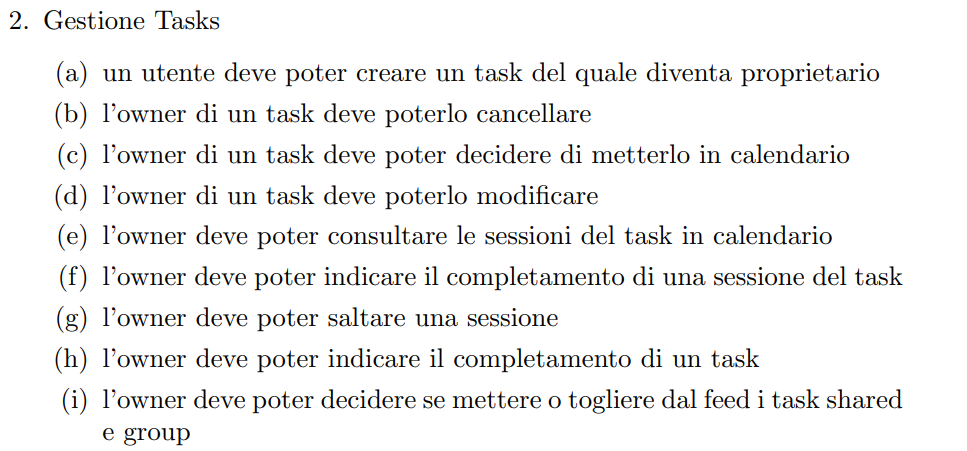 2. Gestione Tasks
(a) un utente deve poter creare un task del quale diventa proprietario
(b) l'owner di un task deve poterlo cancellare
(c) l'owner di un task deve poter decidere di metterlo in calendario
(d) l'owner di un task deve poterlo modificare
(e) l'owner deve poter consultare le sessioni del task in calendario
(f) l'owner deve poter indicare il completamento di una sessione del task
(g) l'owner deve poter saltare una sessione
(h) l'owner deve poter indicare il completamento di un task
(i) l'owner deve poter decidere se mettere o togliere dal feed i task shared
e group